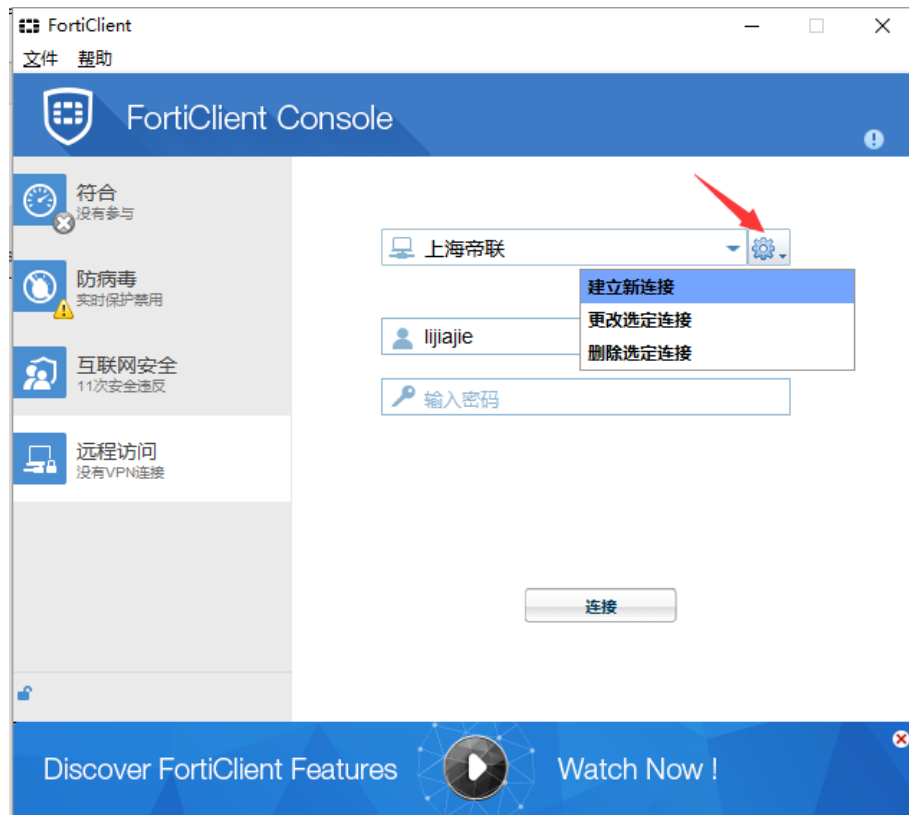 FortiClient
文件 帮助
FortiClient Console
符合
没有参与
防病毒
实时保护禁用
互联网安全
11次安全违反
远程访问
没有VPN连接
上海帝联
建立新连接
更改选定连接
删除选定连接
lijiajie
输入密码
连接
Discover FortiClient Features Watch Now !